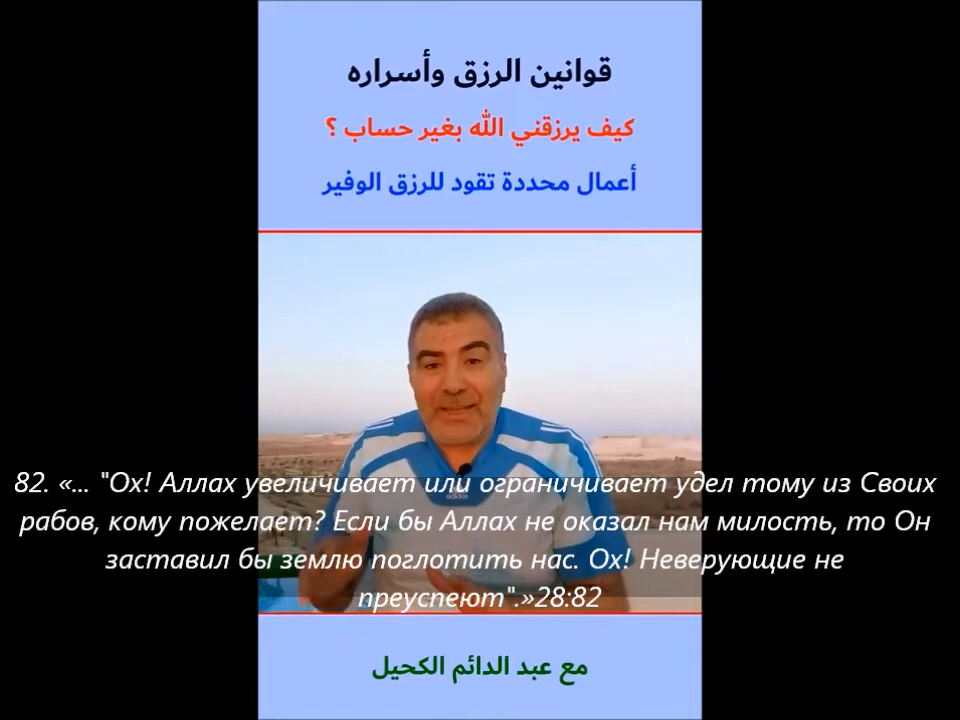 قوانين الرزق وأسراره
كيف يرزقني الله بغير حساب ؟
أعمال محددة تقود للرزق الوفير
adidas
82. «... "Ох! Аллах увеличивает или ограничивает удел тому из Своих
рабов, кому пожелает? Если бы Аллах не оказал нам милость, то Он
заставил бы землю поглотить нас. Ох! Неверующие не
преуспеют".»28:82
مع عبد الدائم الكحيل